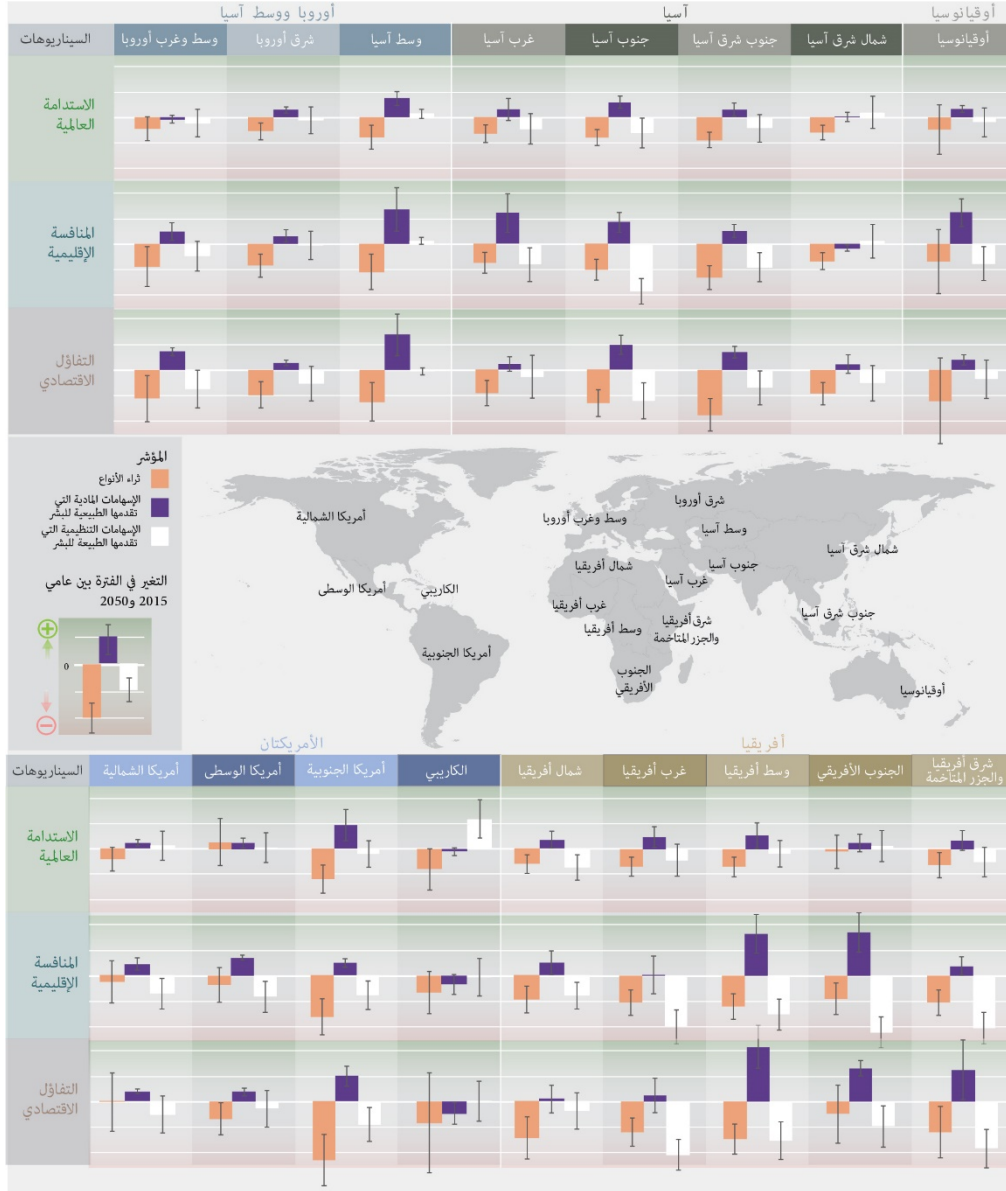 أوروبا ووسط آسيا
آسيا
أوقيانوسيا
السيناريوهات
وسط وغرب أوروبا
شرق أوروبا
وسط آسيا
غرب آسيا
جنوب آسيا
جنوب شرق آسيا
شمال شرق آسيا
أوقيانوسيا
الاستدامة
العالمية
المنافسة
الإقليمية
التفاؤل
الاقتصادي
المؤشر
ثراء الأنواع
الإسهامات المادية التي
تقدمها الطبيعية للبشر
الإسهامات التنظيمية التي
تقدمها الطبيعة للبشر
التغير في الفترة بين عامي
2015 و2050
0
أمريكا الشمالية
أمريكا الوسطى
الكاريبي
أمريكا الجنوبية
شرق أوروبا
وسط وغرب أوروبا
وسط آسيا
شمال شرق آسيا
جنوب آسيا
غرب آسيا
شمال أفريقيا
غرب أفريقيا
وسط أفريقيا
شرق أفريقيا
والجزر المتاخمة
جنوب شرق آسيا
الجنوب
الأفريقي
أوقيانوسيا
الأمريكتان
أفريقيا
السيناريوهات
أمريكا الشمالية
أمريكا الوسطى
أمريكا الجنوبية
الكاريبي
شمال أفريقيا
غرب أفريقيا
وسط أفريقيا
الجنوب الأفريقي
شرق أفريقيا
والجزر المتاخمة
الاستدامة
العالمية
المنافسة
الإقليمية
التفاؤل
الاقتصادي